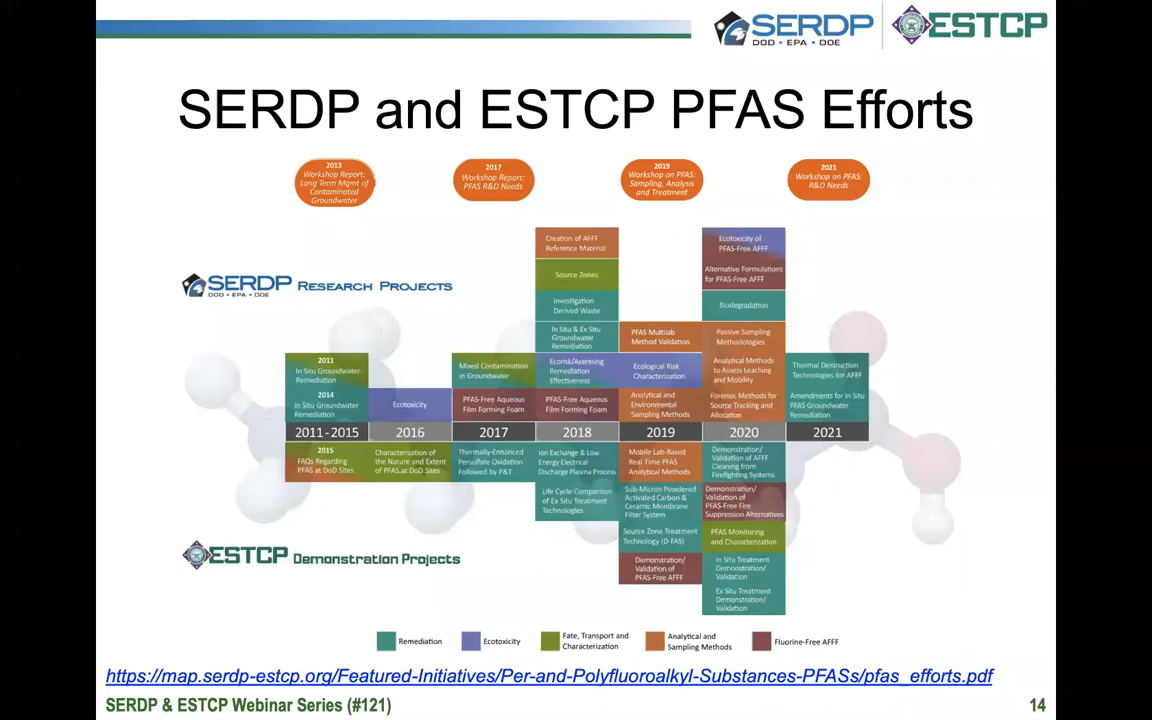 SERDP
DOD • EPA • DOE
ESTCP
SERDP and ESTCP PFAS Efforts
2013
Workshop Report:
Long Term Mgmt of
Contaminated
Groundwater
2017
Workshop Report:
PFAS R&D Needs
2019
Workshop on PFAS:
Sampling, Analysis
and Treatment
2021
Workshop on PFAS:
R&D Needs
SERDP RESEARCH PROJECTS
DOD • EPA • DOE
Creation of AFFF
Reference Material
Source Zones
Investigation
Derived Waste
In Situ & Ex Situ
Groundwater
Remediation
Ecotoxicity of
PFAS-Free AFFF
Alternative Formulations
for PFAS-Free AFFF
Biodegradation
PFAS Multilab
Method Validation
Passive Sampling
Methodologies
2011
In Situ Groundwater
Remediation
2014
In Situ Groundwater
Remediation
Ecotoxicity
Mixed Contamination
in Groundwater
PFAS-Free Aqueous
Film Forming Foam
Ecorisk/Assessing
Remediation
Effectiveness
PFAS-Free Aqueous
Film Forming Foam
Ecological Risk
Characterization
Analytical and
Environmental
Sampling Methods
Analytical Methods
to Assess Leaching
and Mobility
Forensic Methods for
Source Tracking and
Allocation
Thermal Destruction
Technologies for AFFF
Amendments for In Situ
PFAS Groundwater
Remediation
2011-2015 2016 2017 2018 2019 2020 2021
2015
FAQs Regarding
PFAS at DoD Sites
Characterization of
the Nature and Extent
of PFAS at DoD Sites
Thermally-Enhanced
Persulfate Oxidation
Followed by P&T
Ion Exchange & Low
Energy Electrical
Discharge Plasma Process
Life Cycle Comparison
of Ex Situ Treatment
Technologies
Mobile Lab-Based
Real Time PFAS
Analytical Methods
Sub-Micron Powdered
Activated Carbon &
Ceramic Membrane
Filter System
Source Zone Treatment
Technology (D-FAS)
Demonstration/
Validation of
PFAS-Free AFFF
Demonstration/
Validation of AFFF
Cleaning from
Firefighting Systems
Demonstration/
Validation of
PFAS-Free Fire
Suppression Alternatives
PFAS Monitoring
and Characterization
In Situ Treatment
Demonstration/
Validation
Ex Situ Treatment
Demonstration/
Validation
ESTCP Demonstration Projects
Remediation
Ecotoxicity
Fate, Transport and
Characterization
Analytical and
Sampling Methods
Fluorine-Free AFFF
https://map.serdp-estcp.org/Featured-Initiatives/Per-and-Polyfluoroalkyl-Substances-PFASs/pfas_efforts.pdf
SERDP & ESTCP Webinar Series (#121)
14